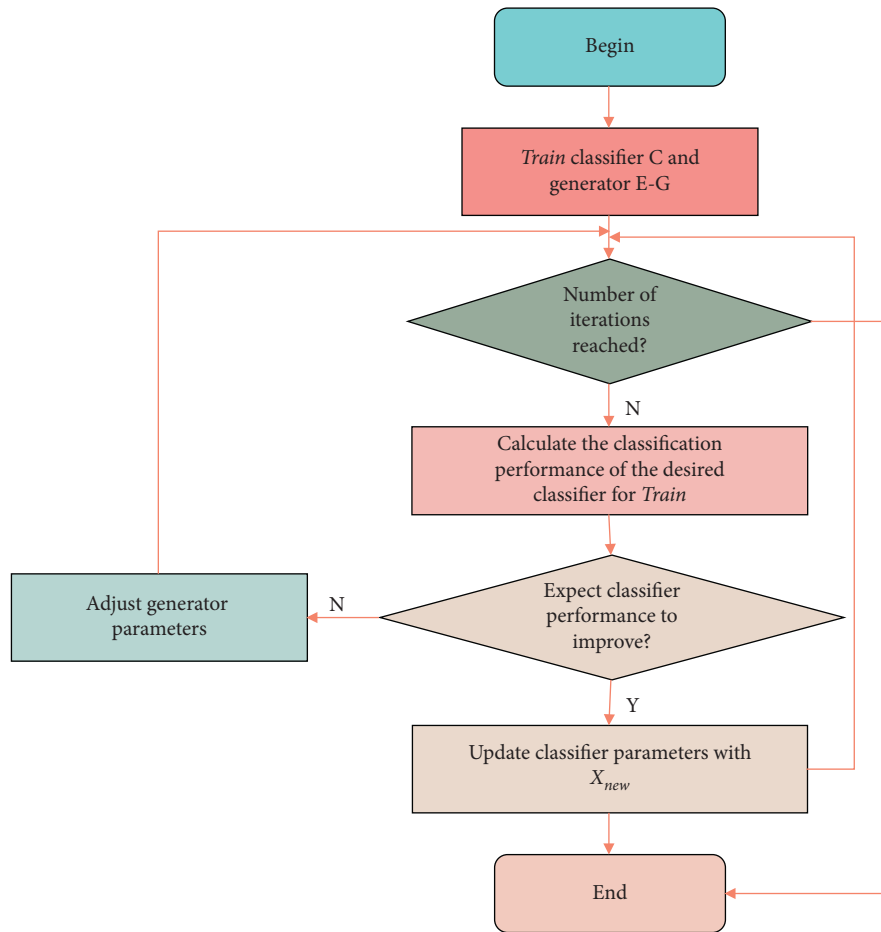 Begin
Train classifier C and
generator E-G
Number of
iterations
reached?
N
Calculate the classification
performance of the desired
classifier for Train
Expect classifier
performance to
improve?
N
Adjust generator
parameters
Y
Update classifier parameters with
Xnew
End